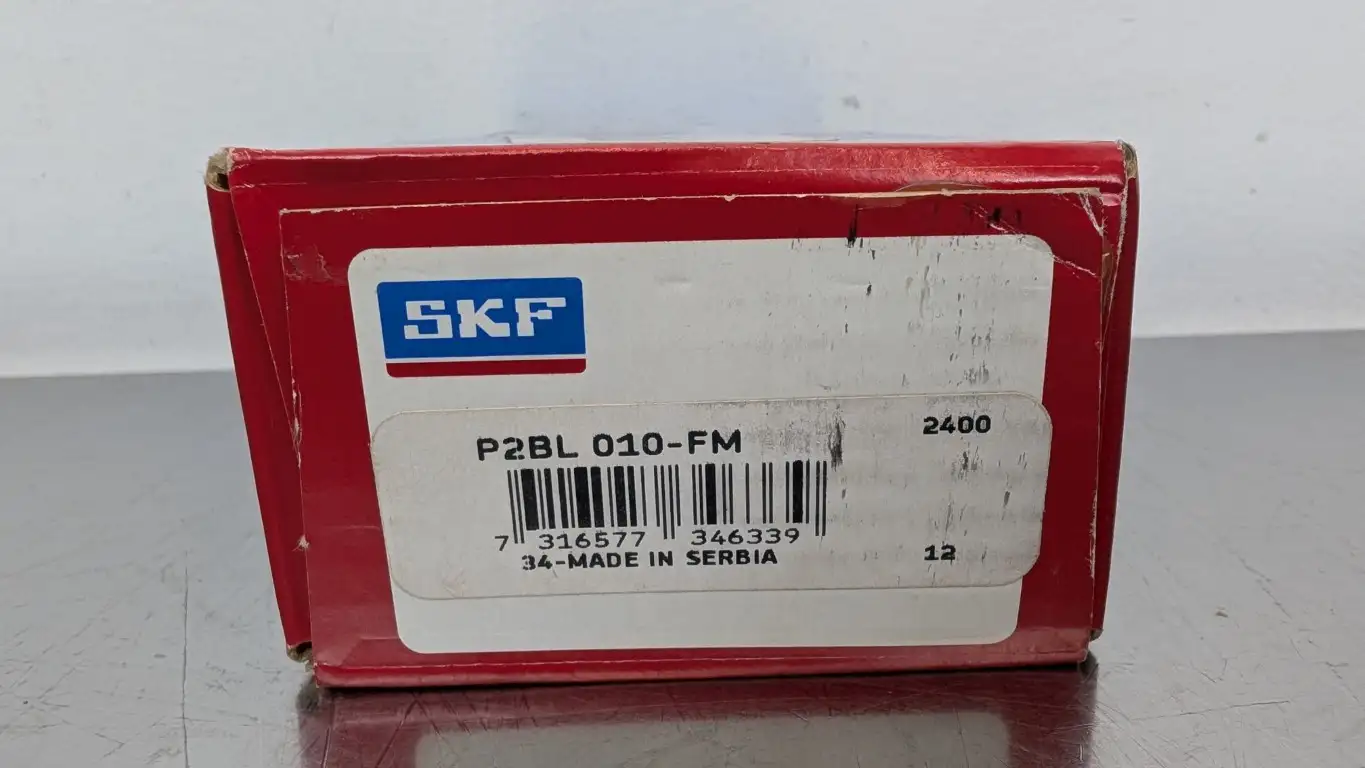 SKF
P2BL 010-FM
2400
7 316577 346339
34-MADE IN SERBIA
12